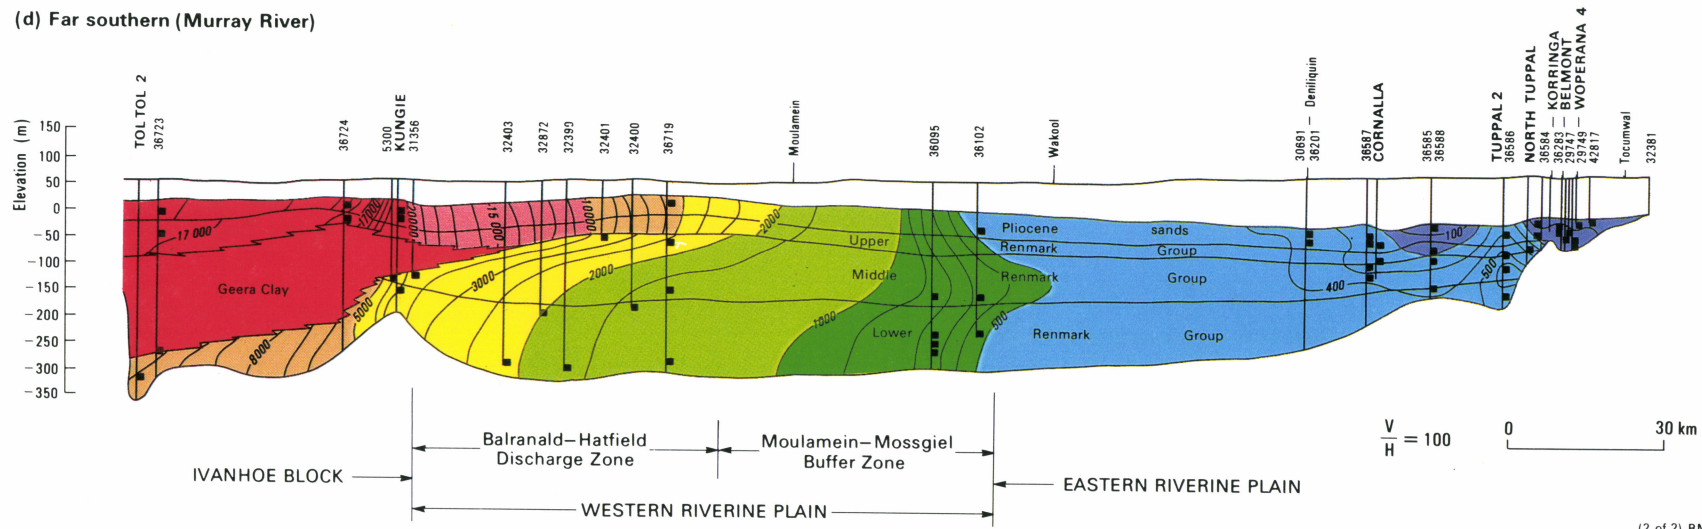 (d) Far southern (Murray River)
Elevation (m)
150
100
50
0
−50
−100
−150
−200
−250
−300
−350
TOLTOL 2
36723
36724
5300
KUNGIE
31356
32403
32872
32399
32401
32400
36719
Moulamein
36095
36102
Wakool
30691
36201 – Deniliquin
36587
CORNALLA
36585
36588
TUPPAL 2
36586
NORTH TUPPAL
36584
36283 – KORRINGA
29747 – BELMONT
29749 – WOPERANA 4
42817
Tocumwal
32381
17 000
17000
20000
15 000
10000
2000
Geera Clay
5000
8000
3000
2000
1000
500
Upper
Middle
Lower
Pliocene sands
Renmark Group
Renmark Group
Renmark Group
400
100
500
IVANHOE BLOCK
Balranald–Hatfield
Discharge Zone
Moulamein–Mossgiel
Buffer Zone
WESTERN RIVERINE PLAIN
EASTERN RIVERINE PLAIN
V
H
= 100
0
30 km